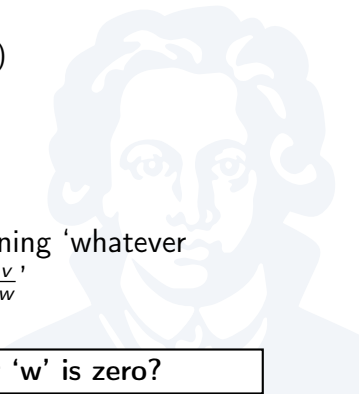 )
ning ‘whatever
v/w ’
‘w’ is zero?